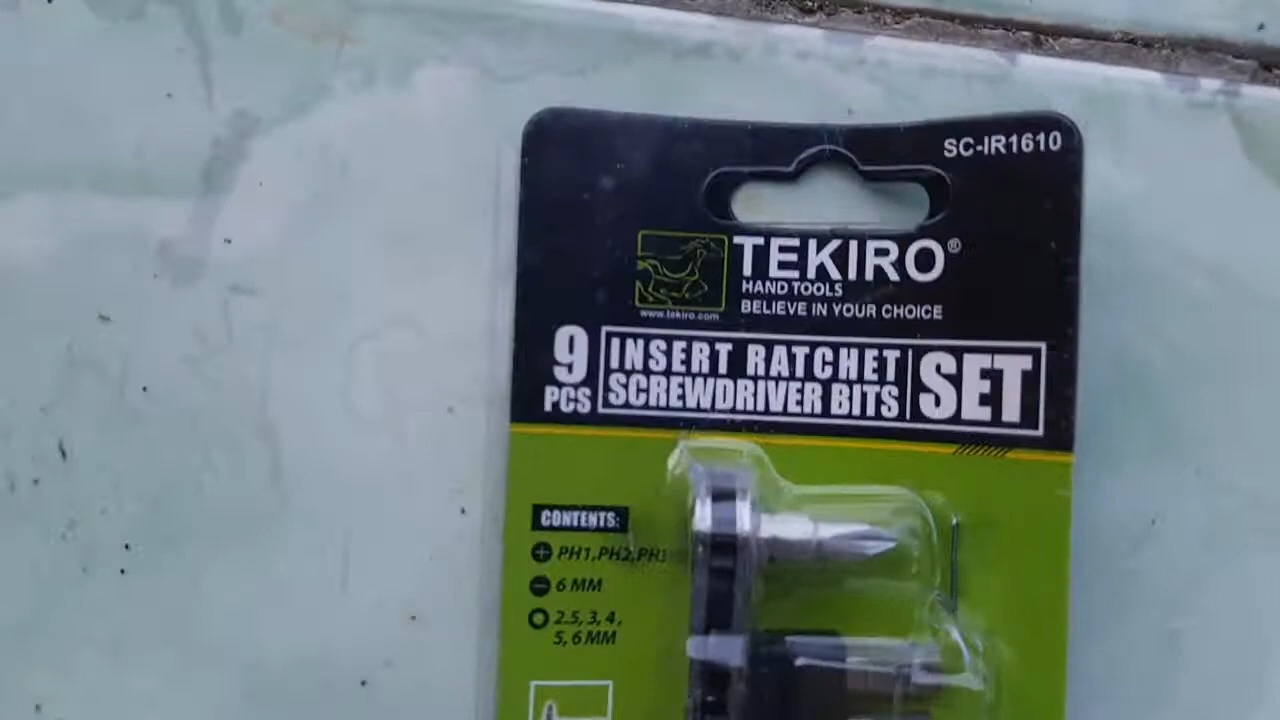 SC-IR1610
TEKIRO®
HAND TOOLS
BELIEVE IN YOUR CHOICE
www.tekiro.com
9
PCS
INSERT RATCHET
SCREWDRIVER BITS
SET
CONTENTS:
PH1,PH2,PH3
6 MM
2.5, 3, 4,
5, 6 MM